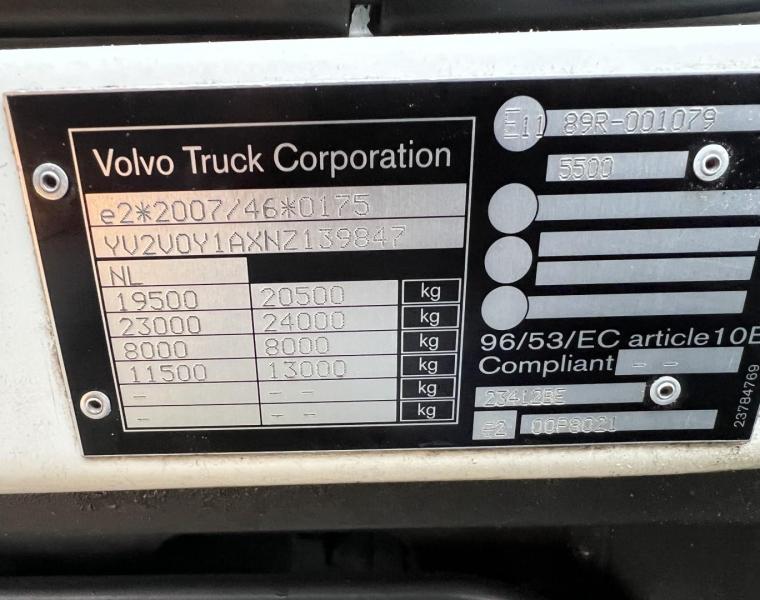 Volvo Truck Corporation
e2*2007/46*0175
YV2V0Y1AXNZ139847
NL
19500 20500 kg
23000 24000 kg
8000 8000 kg
11500 13000 kg
- - - kg
- - - kg
E11 89R-001079
5500
96/53/EC article10B
Compliant - -
23412BE
e2 00P8021
23784769